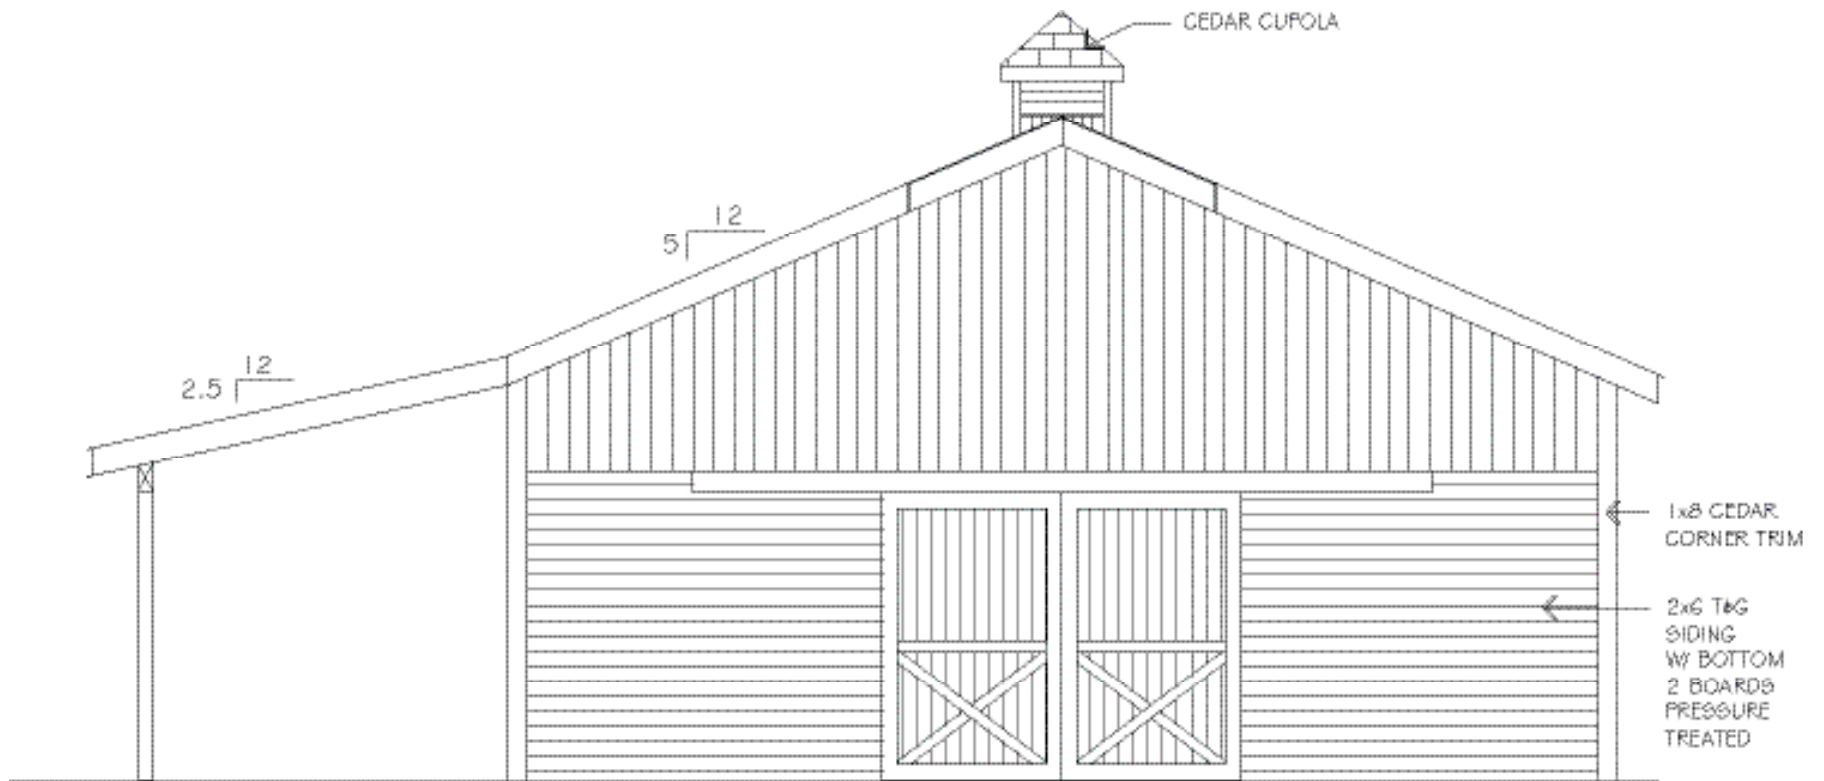 CEDAR CUPOLA
12
5
12
2.5
1x8 CEDAR
CORNER TRIM
2x6 T&G
SIDING
W/ BOTTOM
2 BOARDS
PRESSURE
TREATED